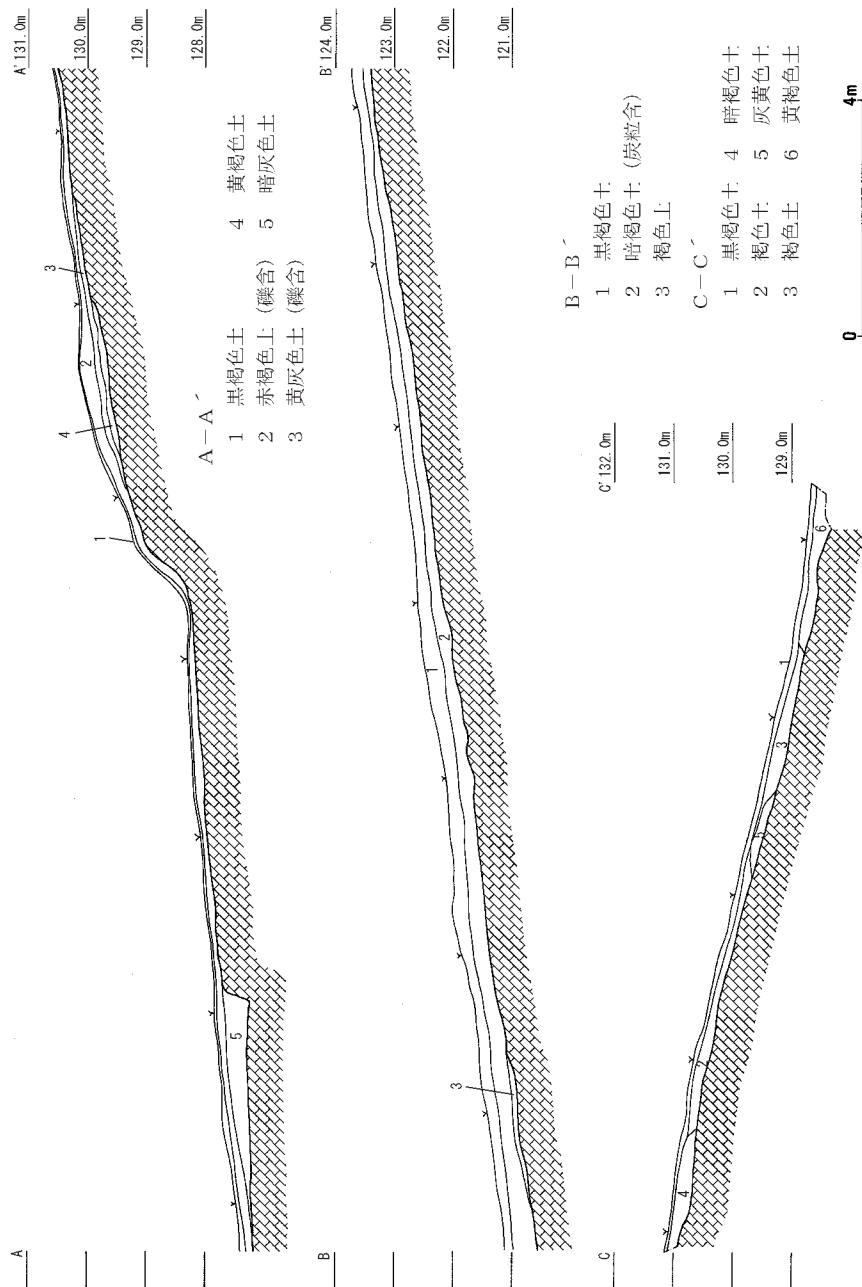 A
A' 131.0m
130.0m
129.0m
128.0m
1
2
3
4
5
A－A´
1 黒褐色土 4 黄褐色土
2 赤褐色土 (礫含) 5 暗灰色土
3 黄灰色土 (礫含)
B
B' 124.0m
123.0m
122.0m
121.0m
1
2
3
B－B´
1 黒褐色土
2 暗褐色土 (炭粒含)
3 褐色土
C
C' 132.0m
131.0m
130.0m
129.0m
4
2
5
3
1
6
C－C´
1 黒褐色土 4 暗褐色土
2 褐色土 5 灰黄色土
3 褐色土 6 黄褐色土
0 4m